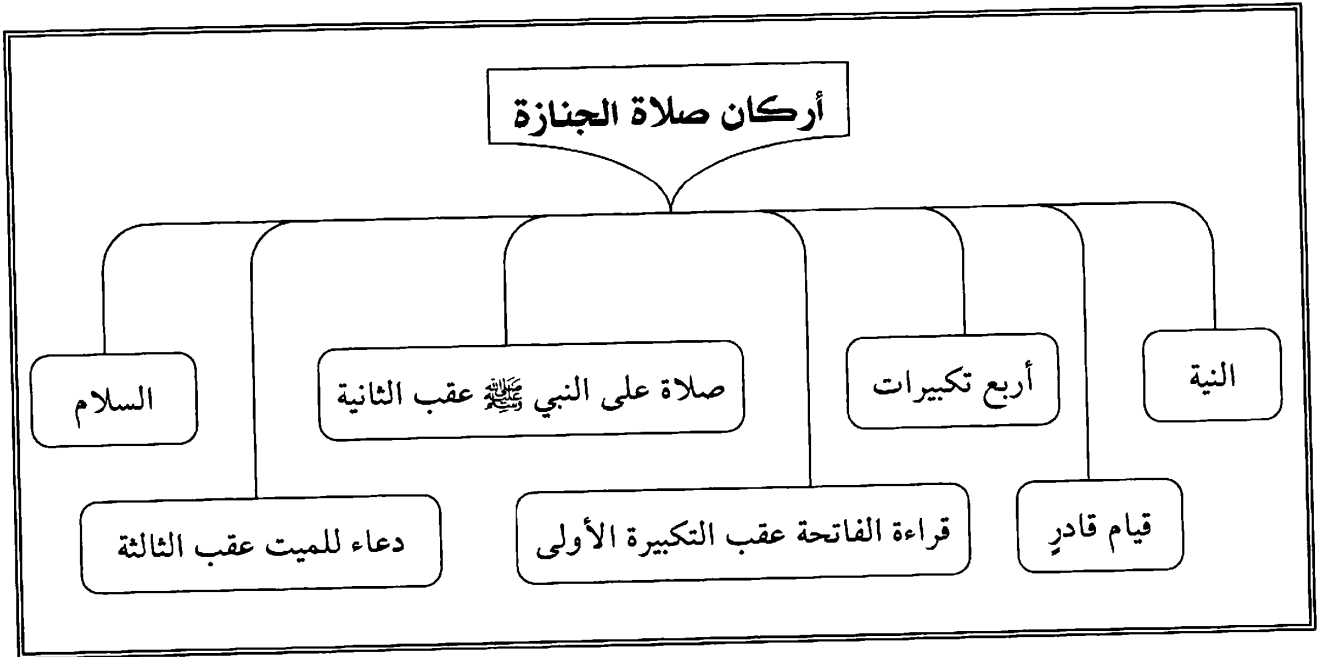 أركان صلاة الجنازة
النية
قيام قادرٍ
أربع تكبيرات
قراءة الفاتحة عقب التكبيرة الأولى
صلاة على النبي ﷺ عقب الثانية
دعاء للميت عقب الثالثة
السلام